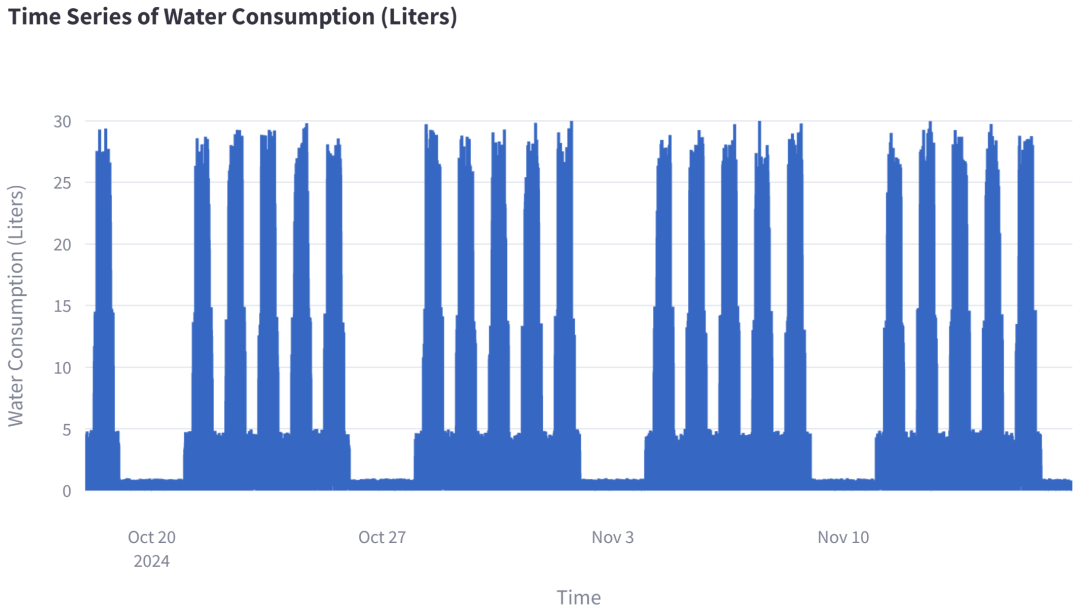 Time Series of Water Consumption (Liters)
Water Consumption (Liters)
30
25
20
15
10
5
0
Oct 20
2024
Oct 27
Nov 3
Nov 10
Time